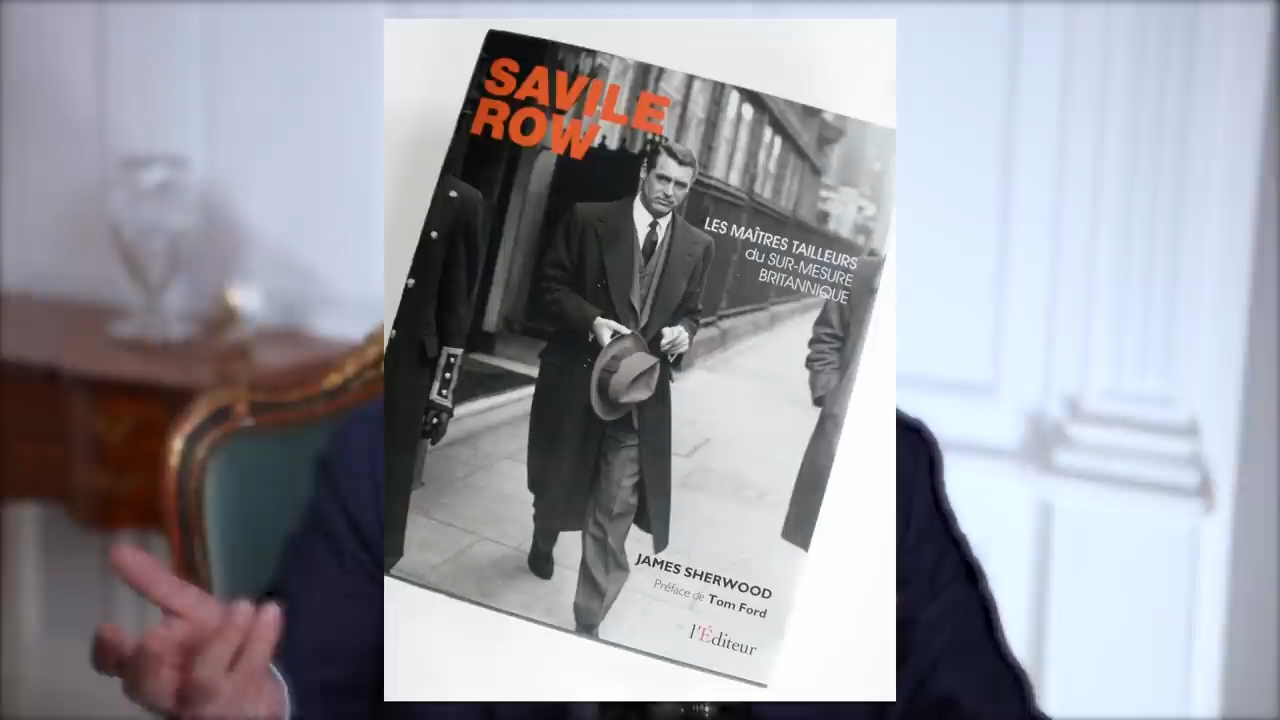 SAVILE
ROW
LES MAÎTRES TAILLEURS
du SUR-MESURE
BRITANNIQUE
JAMES SHERWOOD
Préface de Tom Ford
l'Éditeur